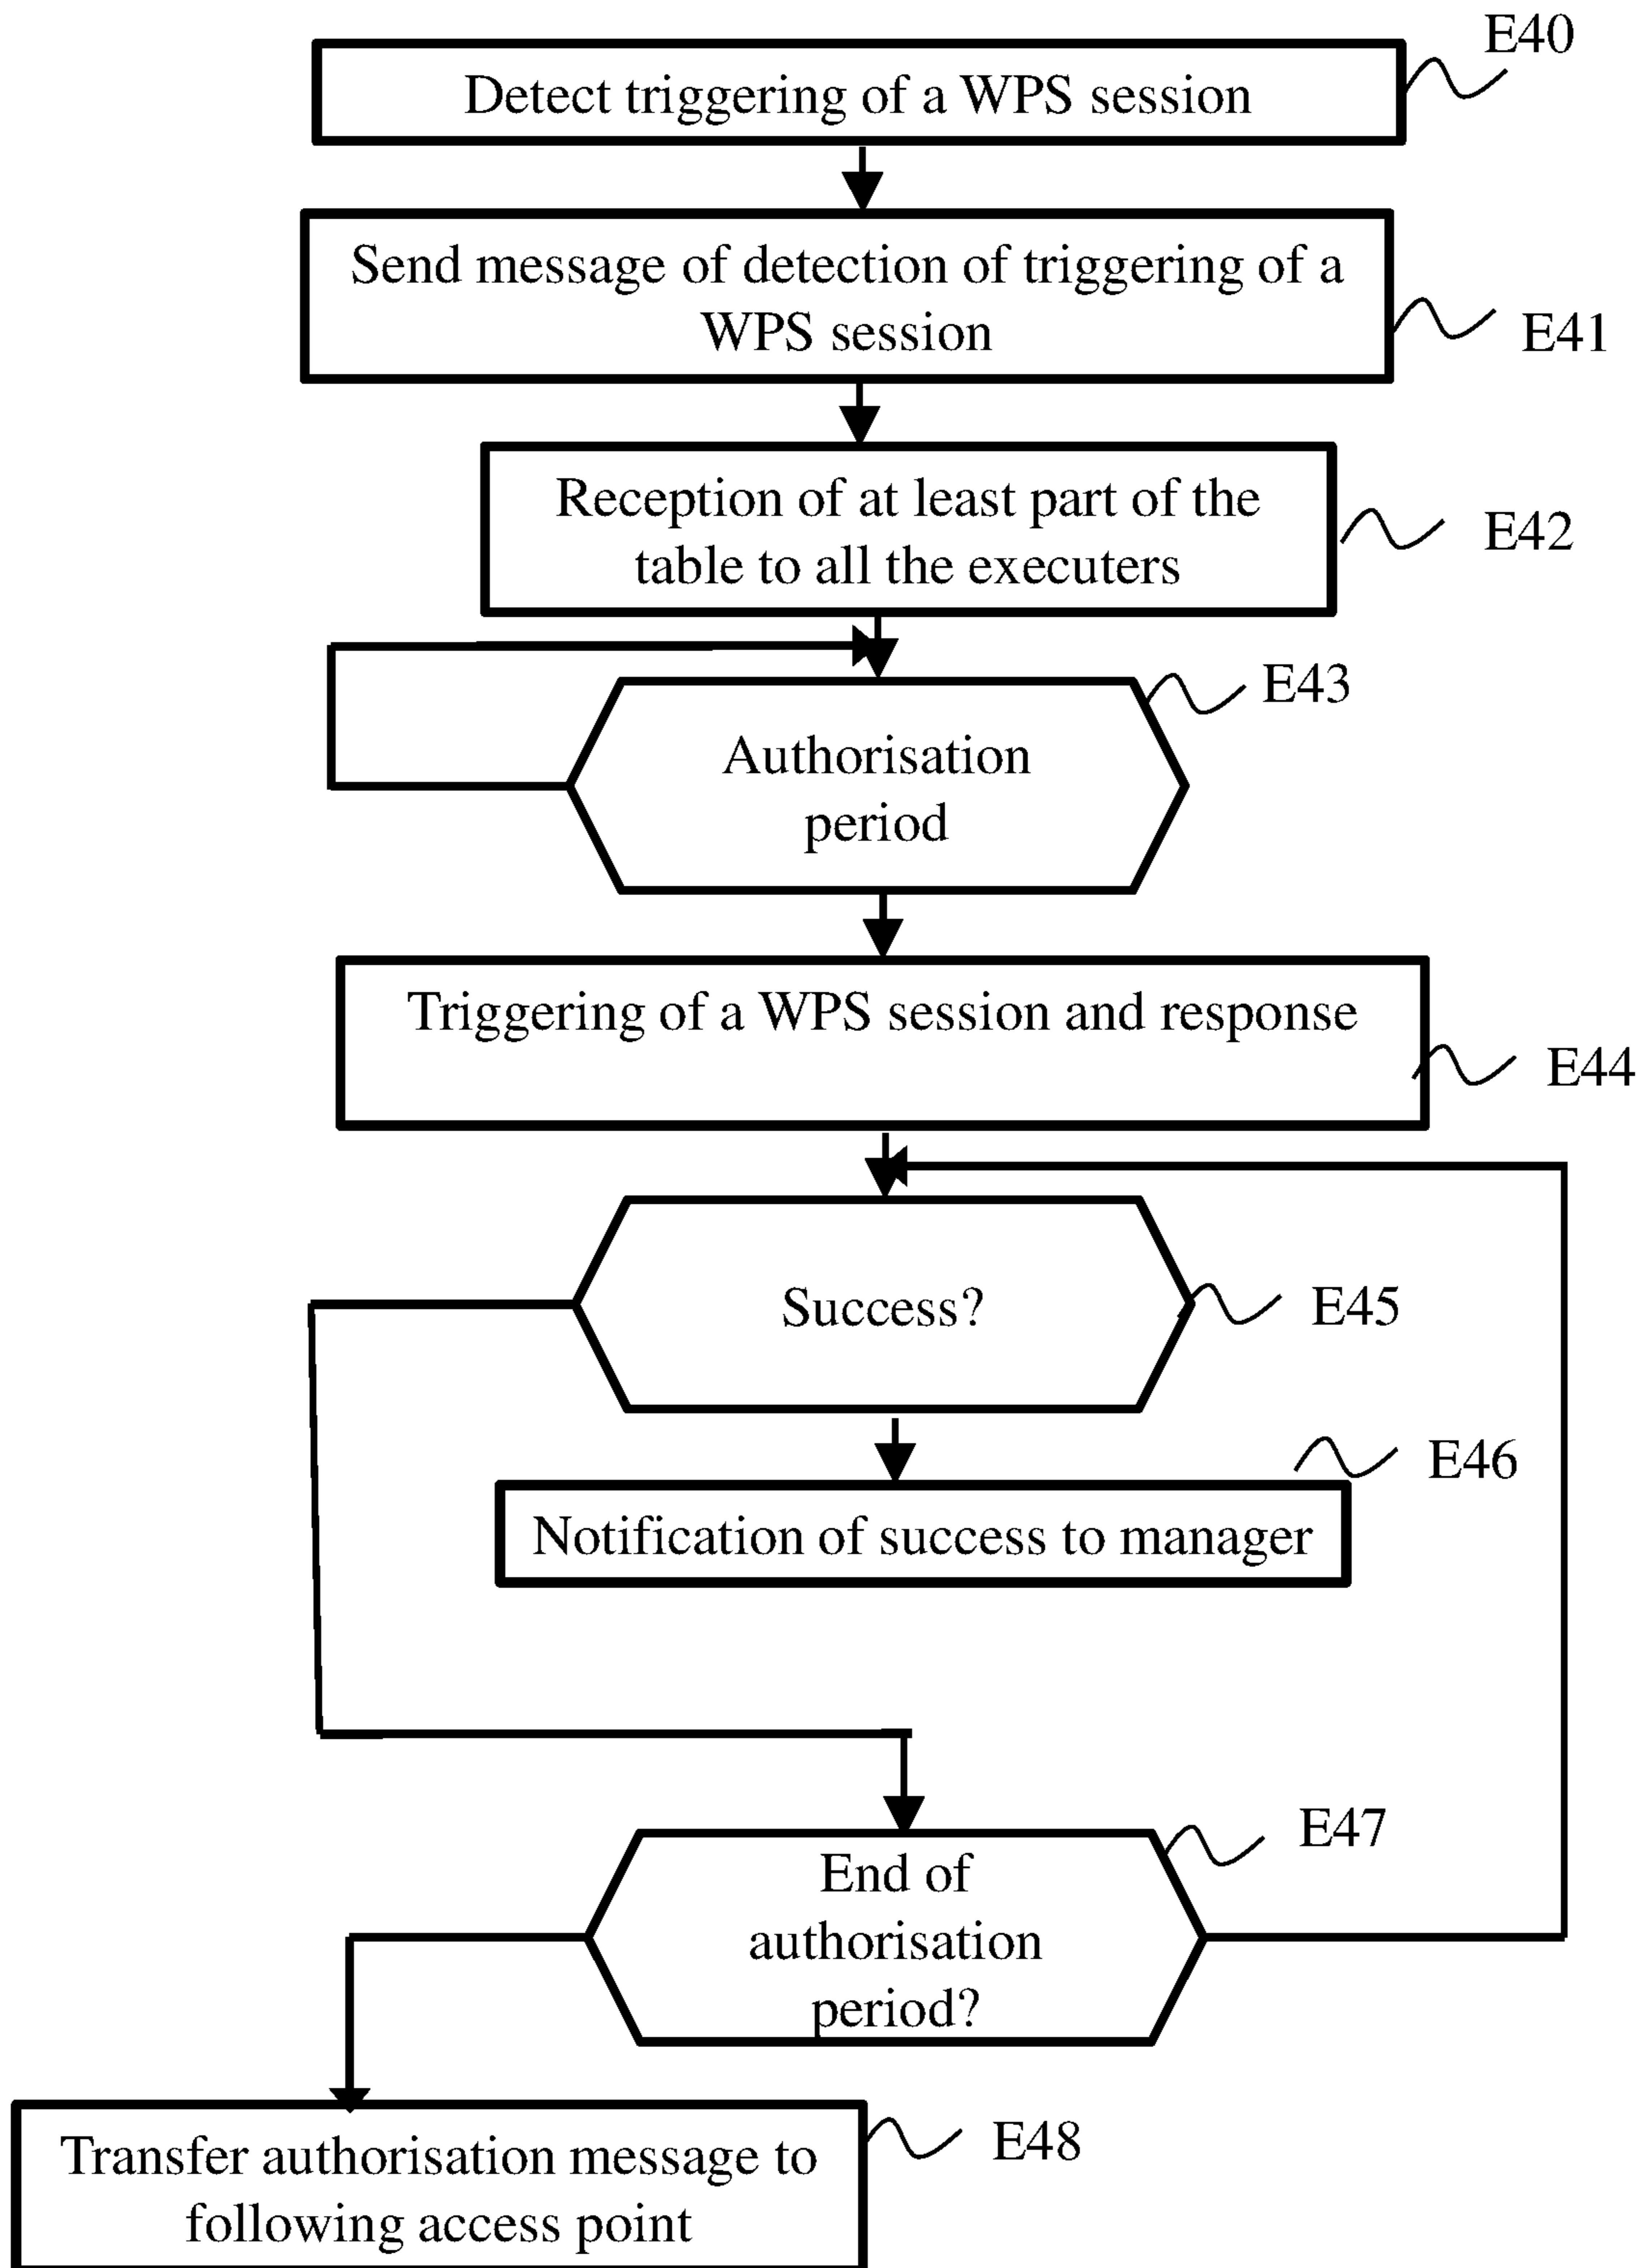 E40
Detect triggering of a WPS session
Send message of detection of triggering of a
WPS session
E41
Reception of at least part of the
table to all the executers
E42
E43
Authorisation
period
Triggering of a WPS session and response
E44
Success?
E45
E46
Notification of success to manager
E47
End of
authorisation
period?
Transfer authorisation message to
following access point
E48